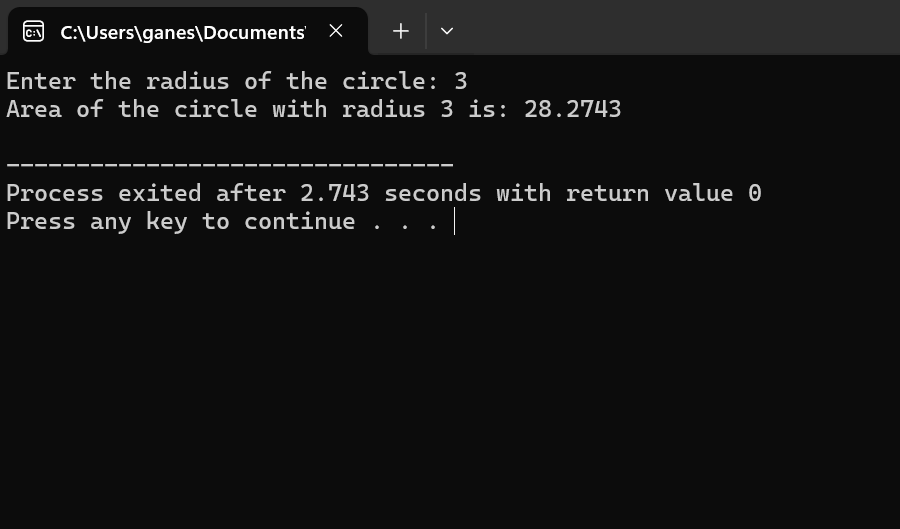 C:\Users\ganes\Documents'
Enter the radius of the circle: 3
Area of the circle with radius 3 is: 28.2743
--------------------------------
Process exited after 2.743 seconds with return value 0
Press any key to continue . . .